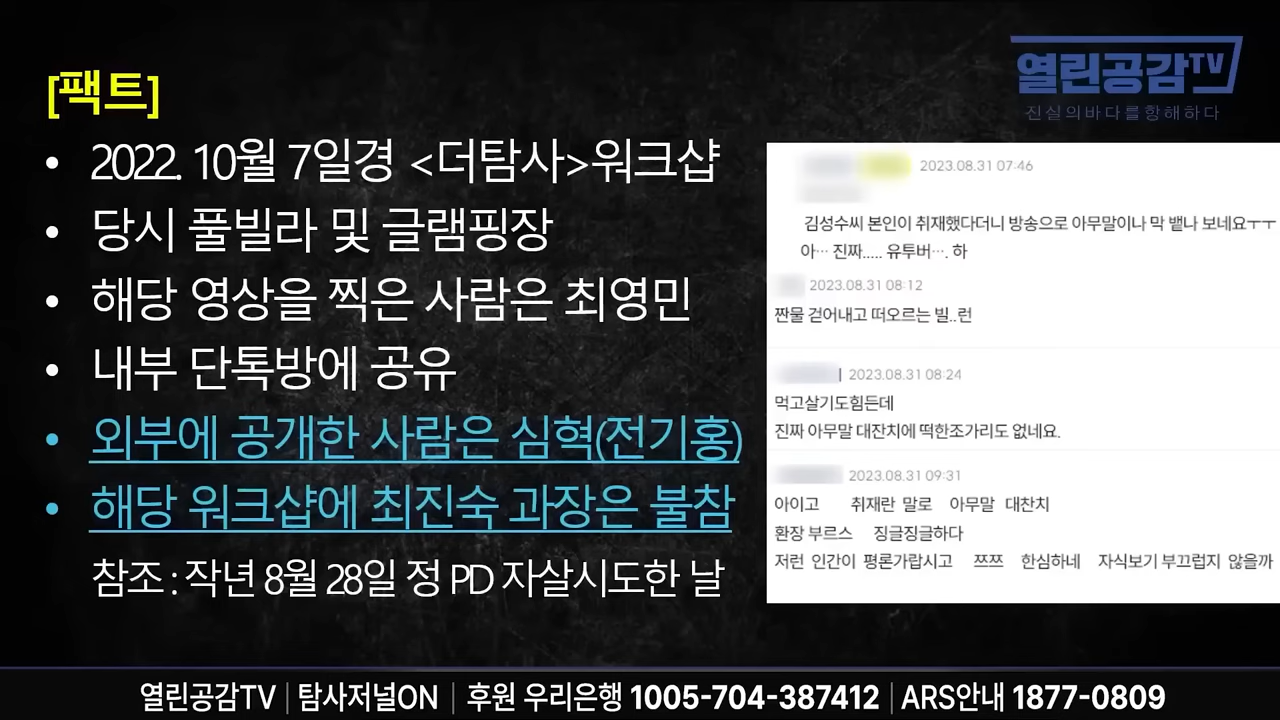 열린공감TV
진실의바다를항해하다
[팩트]
• 2022. 10월 7일경 <더탐사>워크샵
• 당시 풀빌라 및 글램핑장
• 해당 영상을 찍은 사람은 최영민
• 내부 단톡방에 공유
• 외부에 공개한 사람은 심혁(전기홍)
• 해당 워크샵에 최진숙 과장은 불참
참조 : 작년 8월 28일 정 PD 자살시도한 날
2023.08.31 07:46
김성수씨 본인이 취재했다더니 방송으로 아무말이나 막 뱉나 보네요ㅜㅜ
아… 진짜..... 유투버…. 하
2023.08.31 08:12
짠물 걷어내고 떠오르는 빌..런
2023.08.31 08:24
먹고살기도힘든데
진짜 아무말 대잔치에 떡한조가리도 없네요.
2023.08.31 09:31
아이고 취재란 말로 아무말 대잔치
환장 부르스 징글징글하다
저런 인간이 평론가랍시고 쯔쯔 한심하네 자식보기 부끄럽지 않을까
열린공감TV | 탐사저널ON | 후원 우리은행 1005-704-387412 | ARS안내 1877-0809